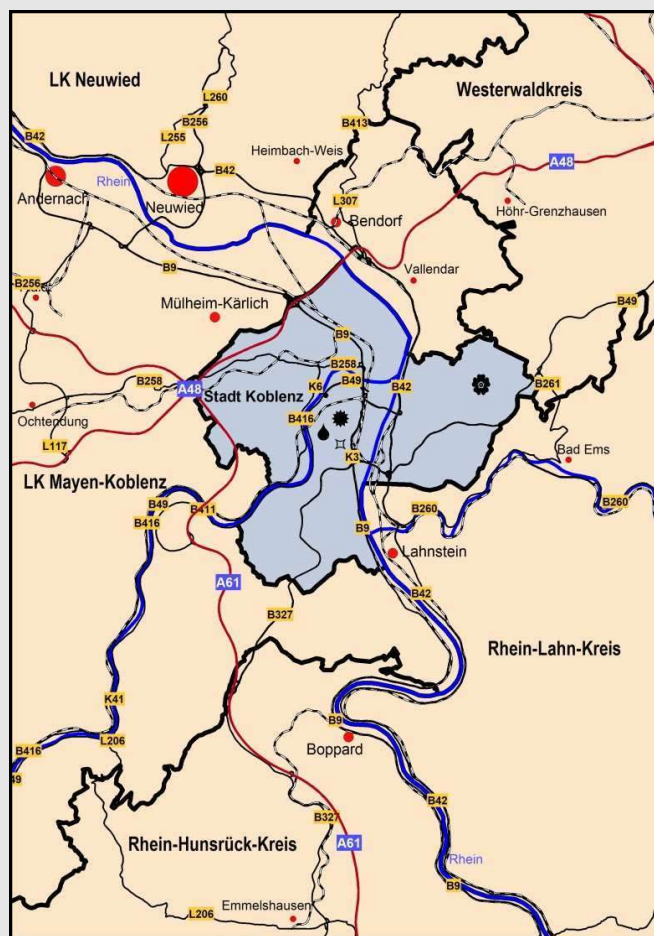 LK Neuwied
Westerwaldkreis
L260
B256
L255
B413
B42
B42
Heimbach-Weis
A48
Rhein
Andernach
Neuwied
L307
Höhr-Grenzhausen
Bendorf
B9
Vallendar
B256
B49
Mülheim-Kärlich
B9
B258
B258
K6
B49
B42
B261
A48
Stadt Koblenz
Ochtendung
B416
L117
K3
Bad Ems
LK Mayen-Koblenz
B49
B416
B411
B260
B260
B9
Lahnstein
A61
B42
B327
Rhein-Lahn-Kreis
K41
B9
L206
B416
Boppard
B42
B327
Rhein-Hunsrück-Kreis
A61
Rhein
B9
L206
Emmelshausen